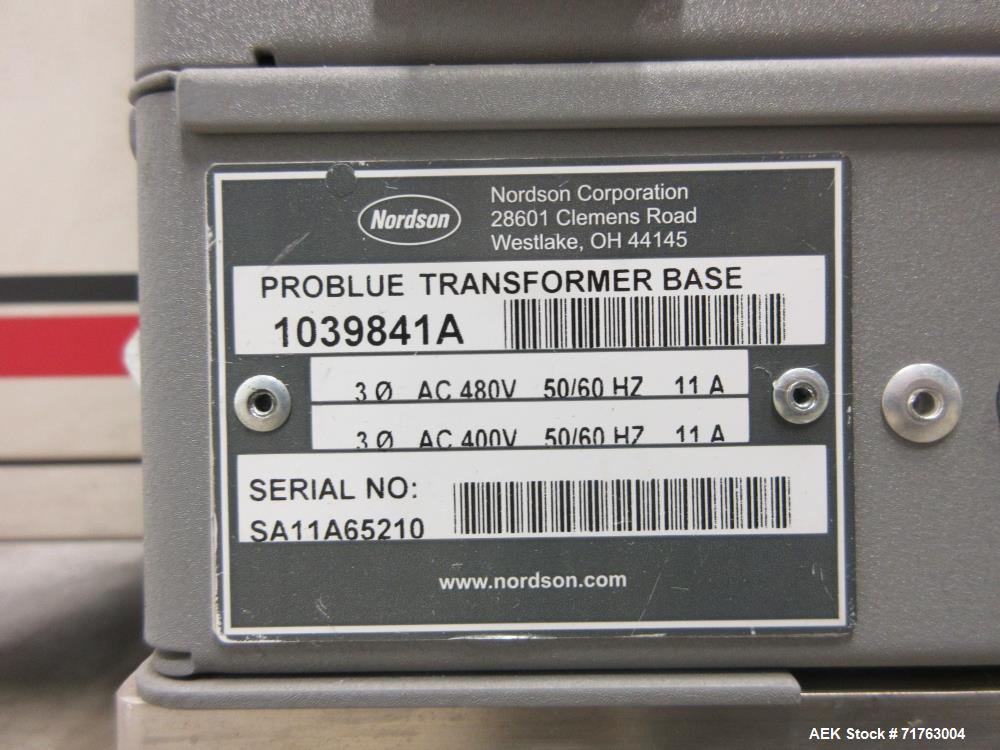 Nordson
Nordson Corporation
28601 Clemens Road
Westlake, OH 44145
PROBLUE TRANSFORMER BASE
1039841A
3 Ø AC 480V 50/60 HZ 11 A
3 Ø AC 400V 50/60 HZ 11 A
SERIAL NO:
SA11A65210
www.nordson.com
AEK Stock #71763004